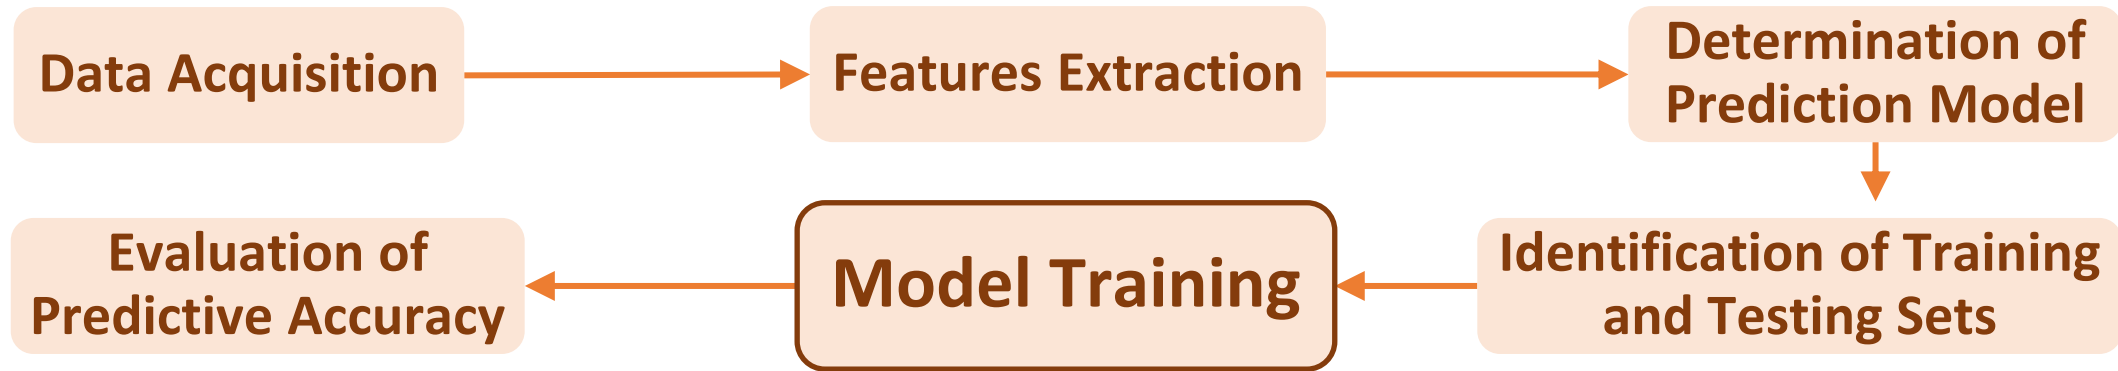 Data Acquisition
Features Extraction
Determination of
Prediction Model
Identification of Training
and Testing Sets
Model Training
Evaluation of
Predictive Accuracy